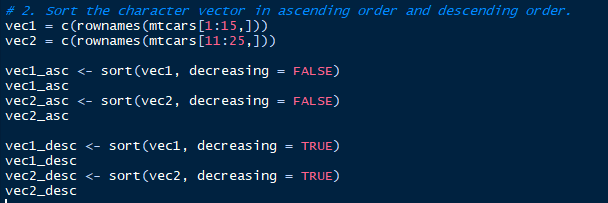 # 2. Sort the character vector in ascending order and descending order.
vec1 = c(rownames(mtcars[1:15,]))
vec2 = c(rownames(mtcars[11:25,]))
vec1_asc <- sort(vec1, decreasing = FALSE)
vec1_asc
vec2_asc <- sort(vec2, decreasing = FALSE)
vec2_asc
vec1_desc <- sort(vec1, decreasing = TRUE)
vec1_desc
vec2_desc <- sort(vec2, decreasing = TRUE)
vec2_desc